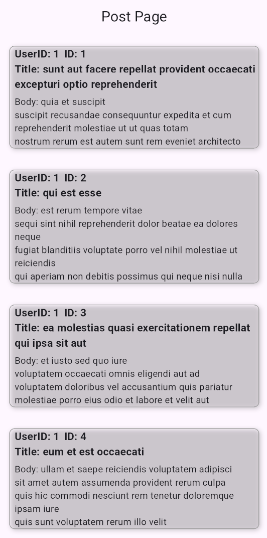 Post Page
UserID: 1  ID: 1
Title: sunt aut facere repellat provident occaecati
excepturi optio reprehenderit
Body: quia et suscipit
suscipit recusandae consequuntur expedita et cum
reprehenderit molestiae ut ut quas totam
nostrum rerum est autem sunt rem eveniet architecto
UserID: 1  ID: 2
Title: qui est esse
Body: est rerum tempore vitae
sequi sint nihil reprehenderit dolor beatae ea dolores
neque
fugiat blanditiis voluptate porro vel nihil molestiae ut
reiciendis
qui aperiam non debitis possimus qui neque nisi nulla
UserID: 1  ID: 3
Title: ea molestias quasi exercitationem repellat
qui ipsa sit aut
Body: et iusto sed quo iure
voluptatem occaecati omnis eligendi aut ad
voluptatem doloribus vel accusantium quis pariatur
molestiae porro eius odio et labore et velit aut
UserID: 1  ID: 4
Title: eum et est occaecati
Body: ullam et saepe reiciendis voluptatem adipisci
sit amet autem assumenda provident rerum culpa
quis hic commodi nesciunt rem tenetur doloremque
ipsam iure
quis sunt voluptatem rerum illo velit